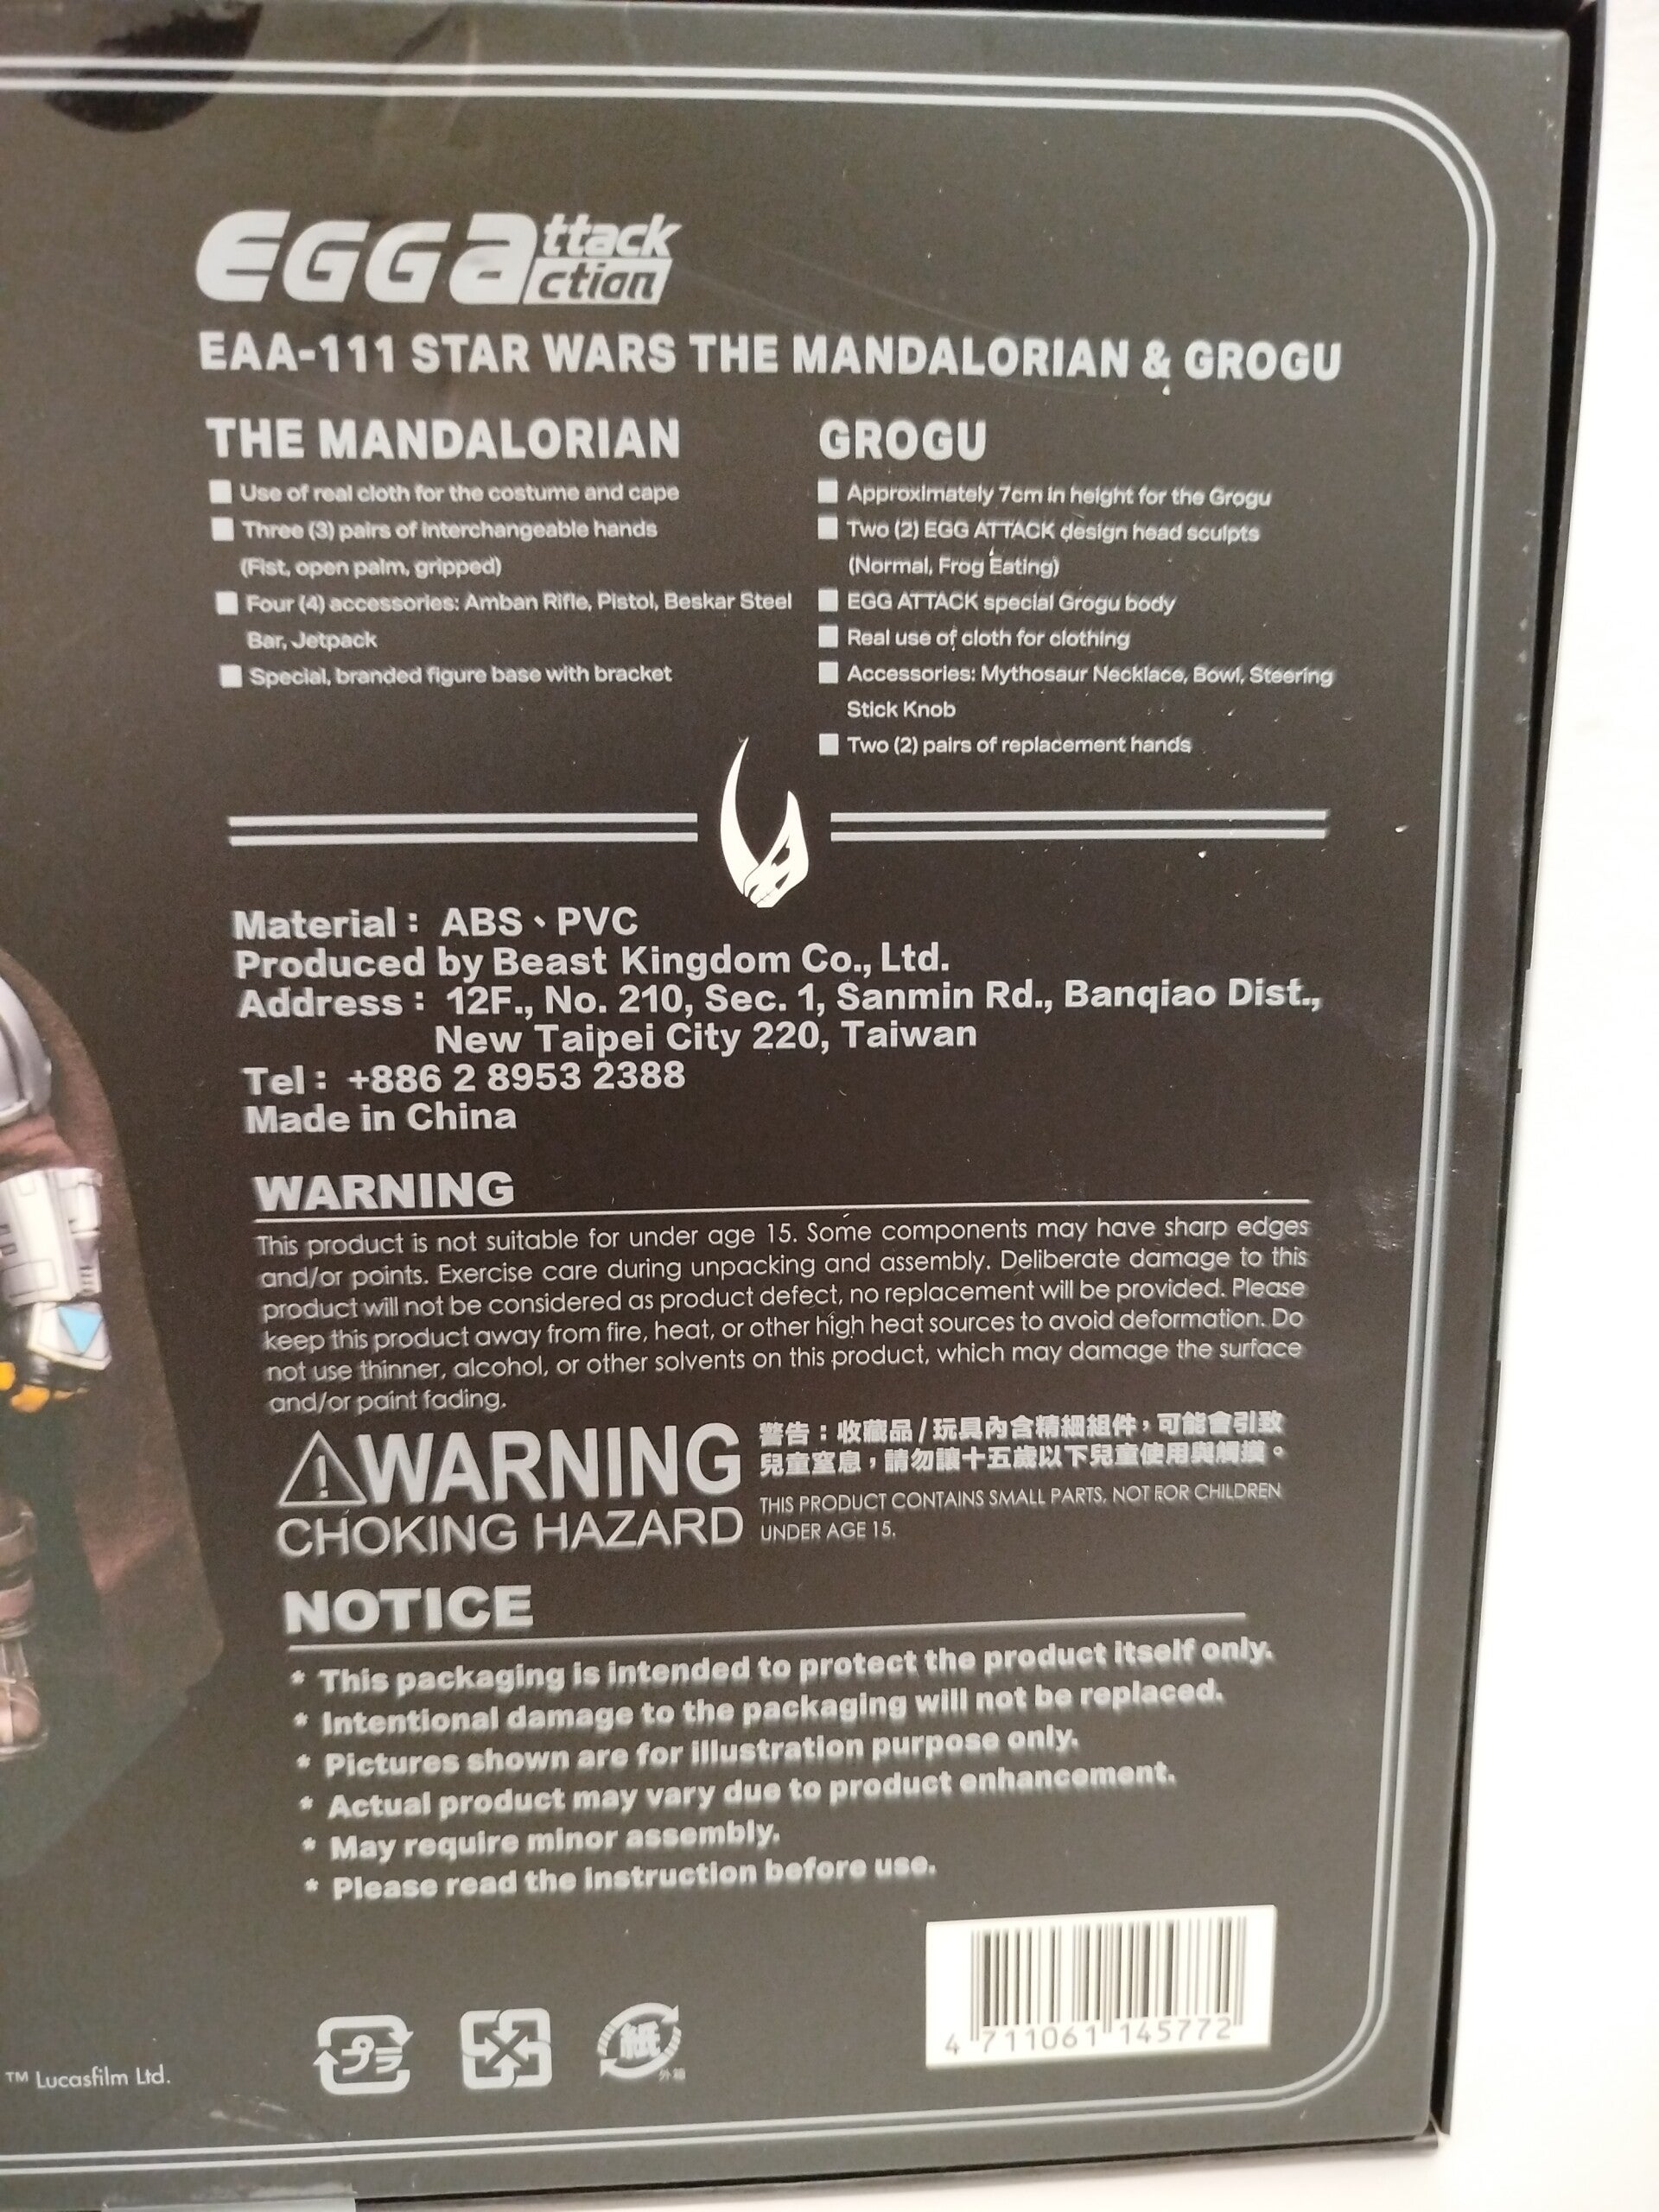 EGG Attack Action
EAA-111 STAR WARS THE MANDALORIAN & GROGU
THE MANDALORIAN
Use of real cloth for the costume and cape
Three (3) pairs of interchangeable hands
(Fist, open palm, gripped)
Four (4) accessories: Amban Rifle, Pistol, Beskar Steel
Bar, Jetpack
Special, branded figure base with bracket
GROGU
Approximately 7cm in height for the Grogu
Two (2) EGG ATTACK design head sculpts
(Normal, Frog Eating)
EGG ATTACK special Grogu body
Real use of cloth for clothing
Accessories: Mythosaur Necklace, Bowl, Steering
Stick Knob
Two (2) pairs of replacement hands
Material：ABS、PVC
Produced by Beast Kingdom Co., Ltd.
Address：12F., No. 210, Sec. 1, Sanmin Rd., Banqiao Dist.,
New Taipei City 220, Taiwan
Tel：+886 2 8953 2388
Made in China
WARNING
This product is not suitable for under age 15. Some components may have sharp edges
and/or points. Exercise care during unpacking and assembly. Deliberate damage to this
product will not be considered as product defect, no replacement will be provided. Please
keep this product away from fire, heat, or other high heat sources to avoid deformation. Do
not use thinner, alcohol, or other solvents on this product, which may damage the surface
and/or paint fading.
WARNING
CHOKING HAZARD
警告：收藏品/玩具內含精細組件，可能會引致
兒童窒息，請勿讓十五歲以下兒童使用與觸摸。
THIS PRODUCT CONTAINS SMALL PARTS, NOT FOR CHILDREN
UNDER AGE 15.
NOTICE
* This packaging is intended to protect the product itself only.
* Intentional damage to the packaging will not be replaced.
* Pictures shown are for illustration purpose only.
* Actual product may vary due to product enhancement.
* May require minor assembly.
* Please read the instruction before use.
™ Lucasfilm Ltd.
プラ
紙
外箱
4 711061 145772